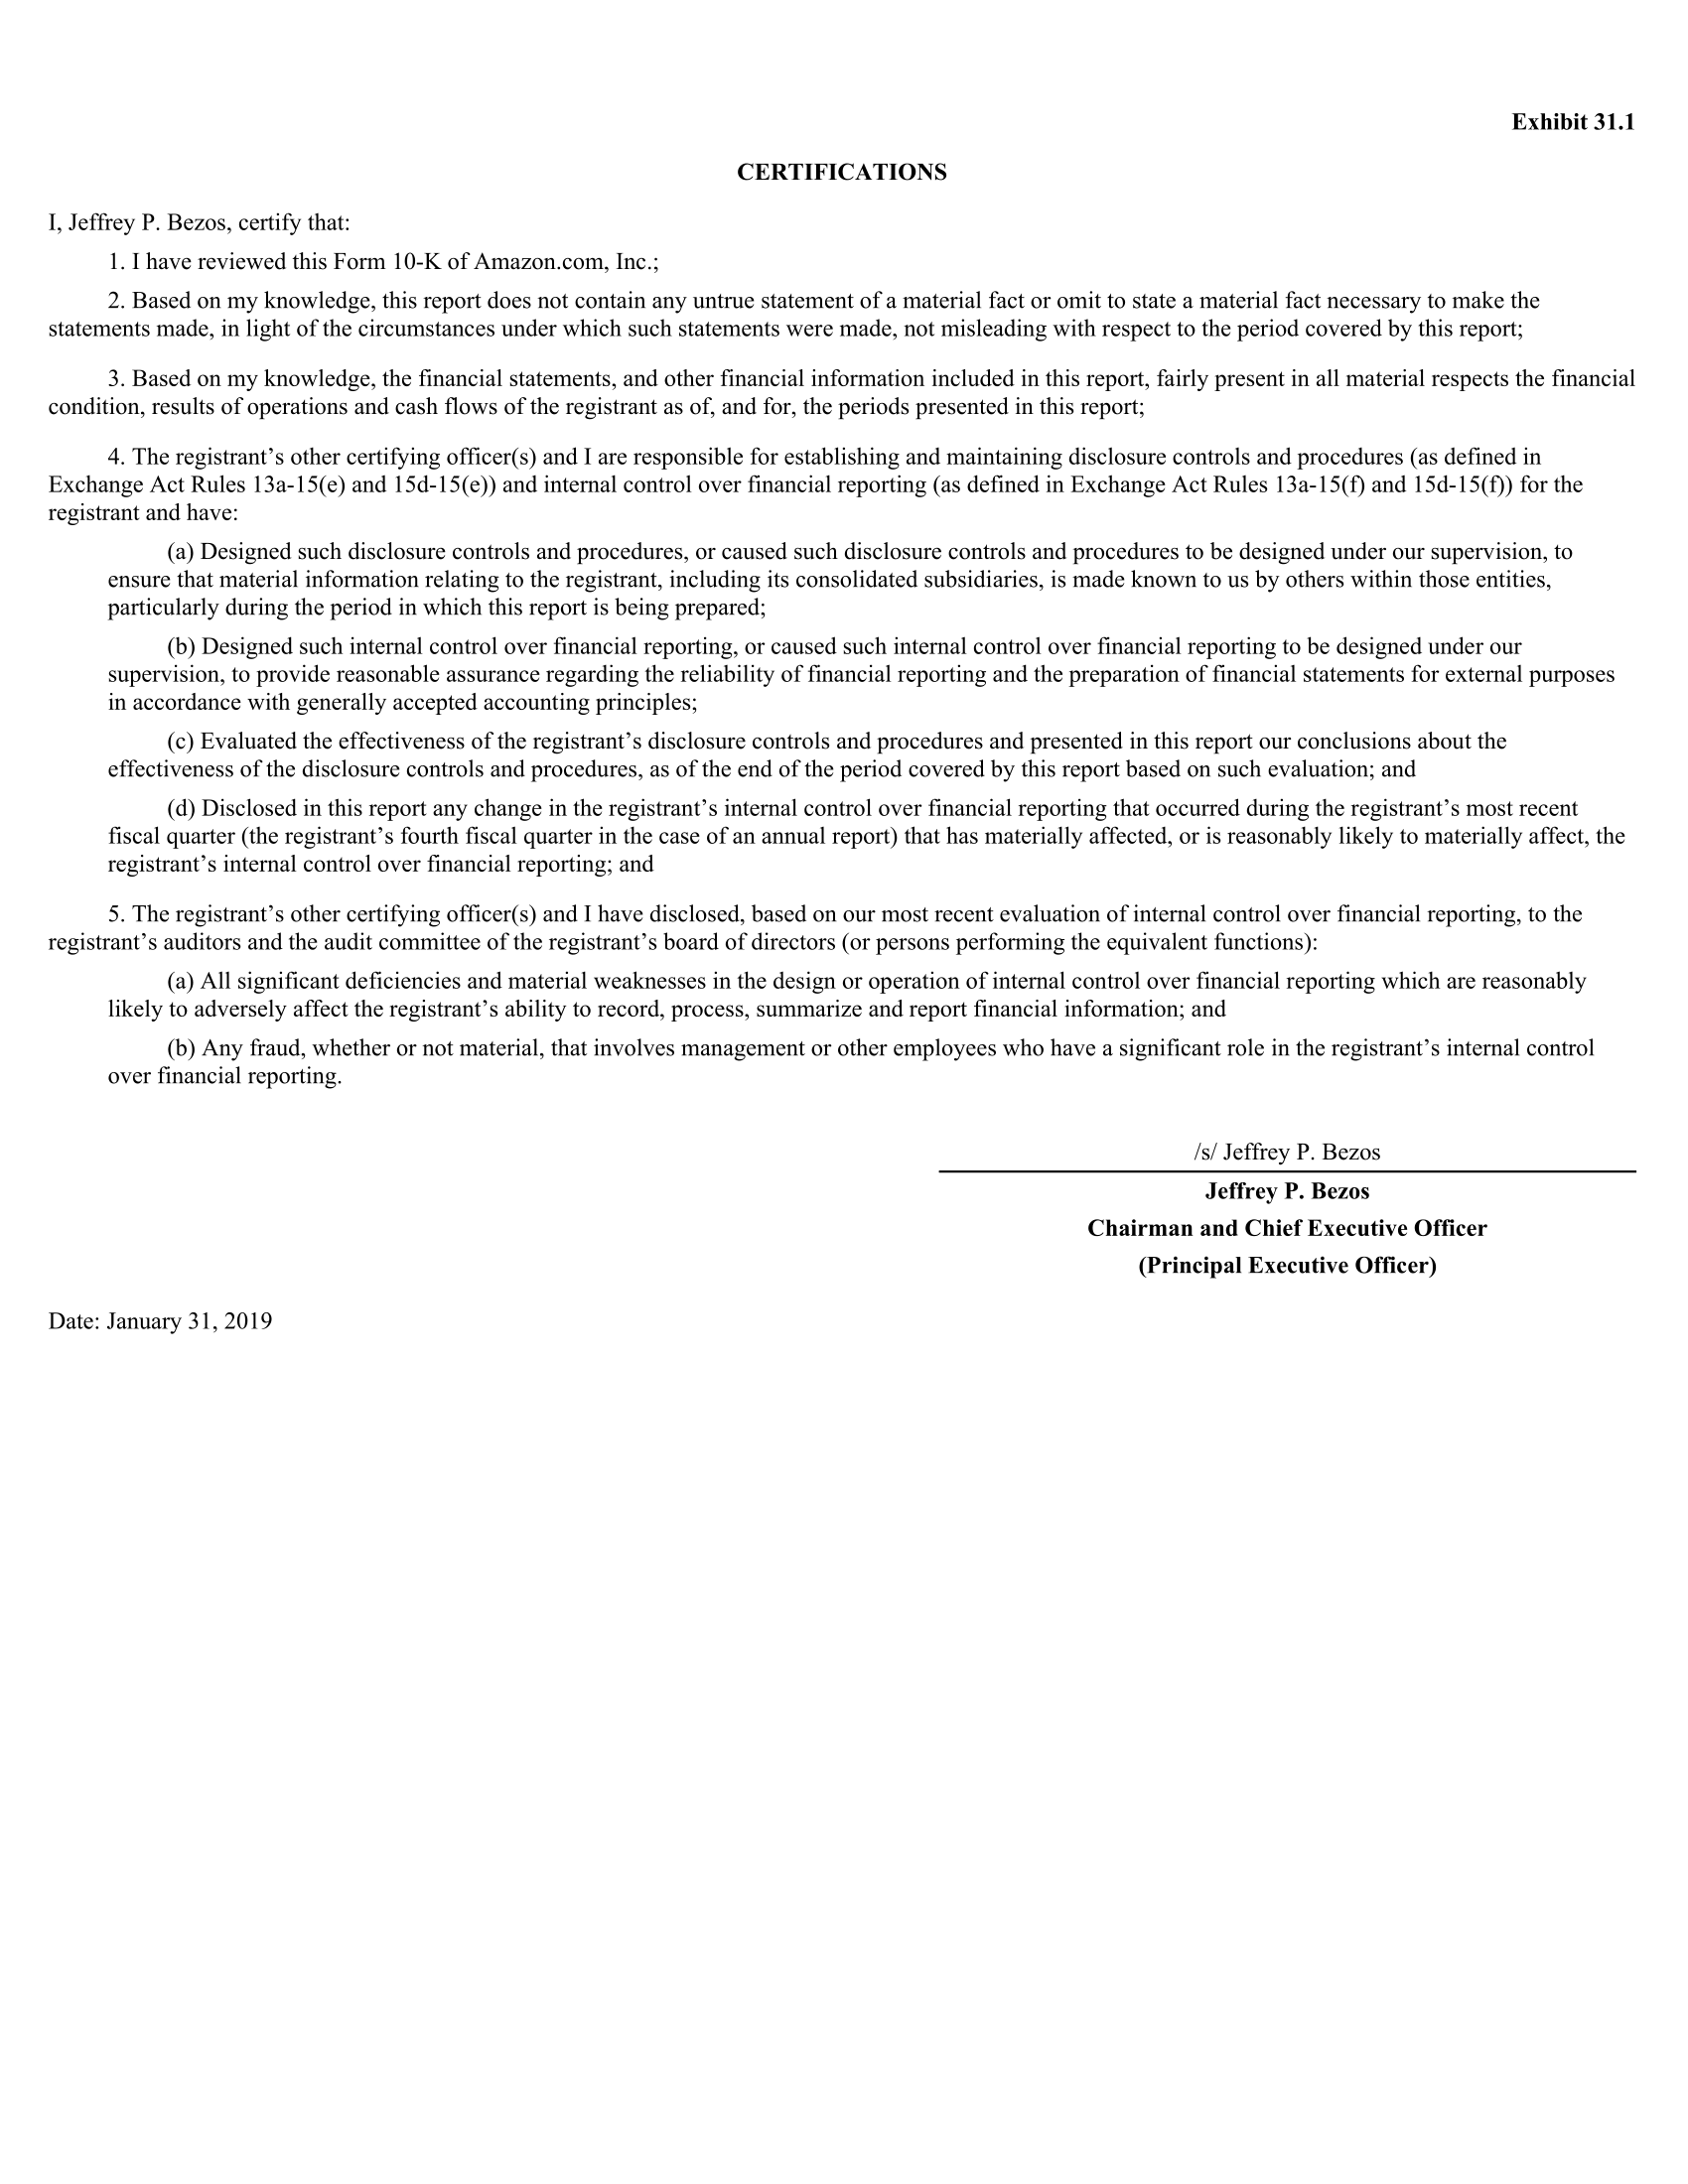 Exhibit 31.1
CERTIFICATIONS
I, Jeffrey P. Bezos, certify that:
1. I have reviewed this Form 10-K of Amazon.com, Inc.;
2. Based on my knowledge, this report does not contain any untrue statement of a material fact or omit to state a material fact necessary to make the
statements made, in light of the circumstances under which such statements were made, not misleading with respect to the period covered by this report;
3. Based on my knowledge, the financial statements, and other financial information included in this report, fairly present in all material respects the financial
condition, results of operations and cash flows of the registrant as of, and for, the periods presented in this report;
4. The registrant’s other certifying officer(s) and I are responsible for establishing and maintaining disclosure controls and procedures (as defined in
Exchange Act Rules 13a-15(e) and 15d-15(e)) and internal control over financial reporting (as defined in Exchange Act Rules 13a-15(f) and 15d-15(f)) for the
registrant and have:
(a) Designed such disclosure controls and procedures, or caused such disclosure controls and procedures to be designed under our supervision, to
ensure that material information relating to the registrant, including its consolidated subsidiaries, is made known to us by others within those entities,
particularly during the period in which this report is being prepared;
(b) Designed such internal control over financial reporting, or caused such internal control over financial reporting to be designed under our
supervision, to provide reasonable assurance regarding the reliability of financial reporting and the preparation of financial statements for external purposes
in accordance with generally accepted accounting principles;
(c) Evaluated the effectiveness of the registrant’s disclosure controls and procedures and presented in this report our conclusions about the
effectiveness of the disclosure controls and procedures, as of the end of the period covered by this report based on such evaluation; and
(d) Disclosed in this report any change in the registrant’s internal control over financial reporting that occurred during the registrant’s most recent
fiscal quarter (the registrant’s fourth fiscal quarter in the case of an annual report) that has materially affected, or is reasonably likely to materially affect, the
registrant’s internal control over financial reporting; and
5. The registrant’s other certifying officer(s) and I have disclosed, based on our most recent evaluation of internal control over financial reporting, to the
registrant’s auditors and the audit committee of the registrant’s board of directors (or persons performing the equivalent functions):
(a) All significant deficiencies and material weaknesses in the design or operation of internal control over financial reporting which are reasonably
likely to adversely affect the registrant’s ability to record, process, summarize and report financial information; and
(b) Any fraud, whether or not material, that involves management or other employees who have a significant role in the registrant’s internal control
over financial reporting.
/s/ Jeffrey P. Bezos
Jeffrey P. Bezos
Chairman and Chief Executive Officer
(Principal Executive Officer)
Date: January 31, 2019